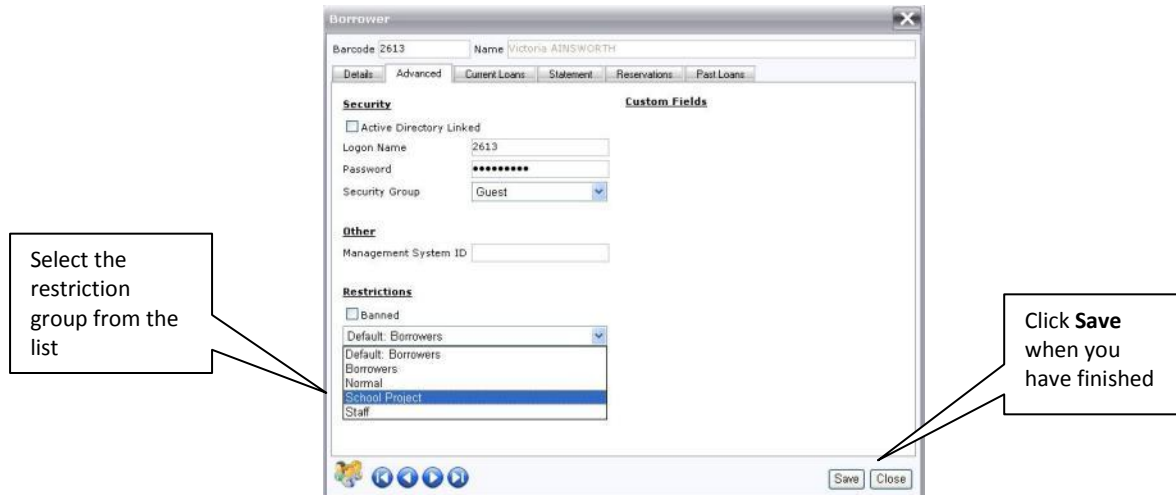 Borrower
Barcode 2613 Name Victoria AINSWORTH
Details Advanced Current Loans Statement Reservations Past Loans
Security Custom Fields
Active Directory Linked
Logon Name 2613
Password •••••••••
Security Group Guest
Other
Management System ID
Restrictions
Banned
Default: Borrowers
Default: Borrowers
Borrowers
Normal
School Project
Staff
Save Close
Select the
restriction
group from the
list
Click Save
when you
have finished